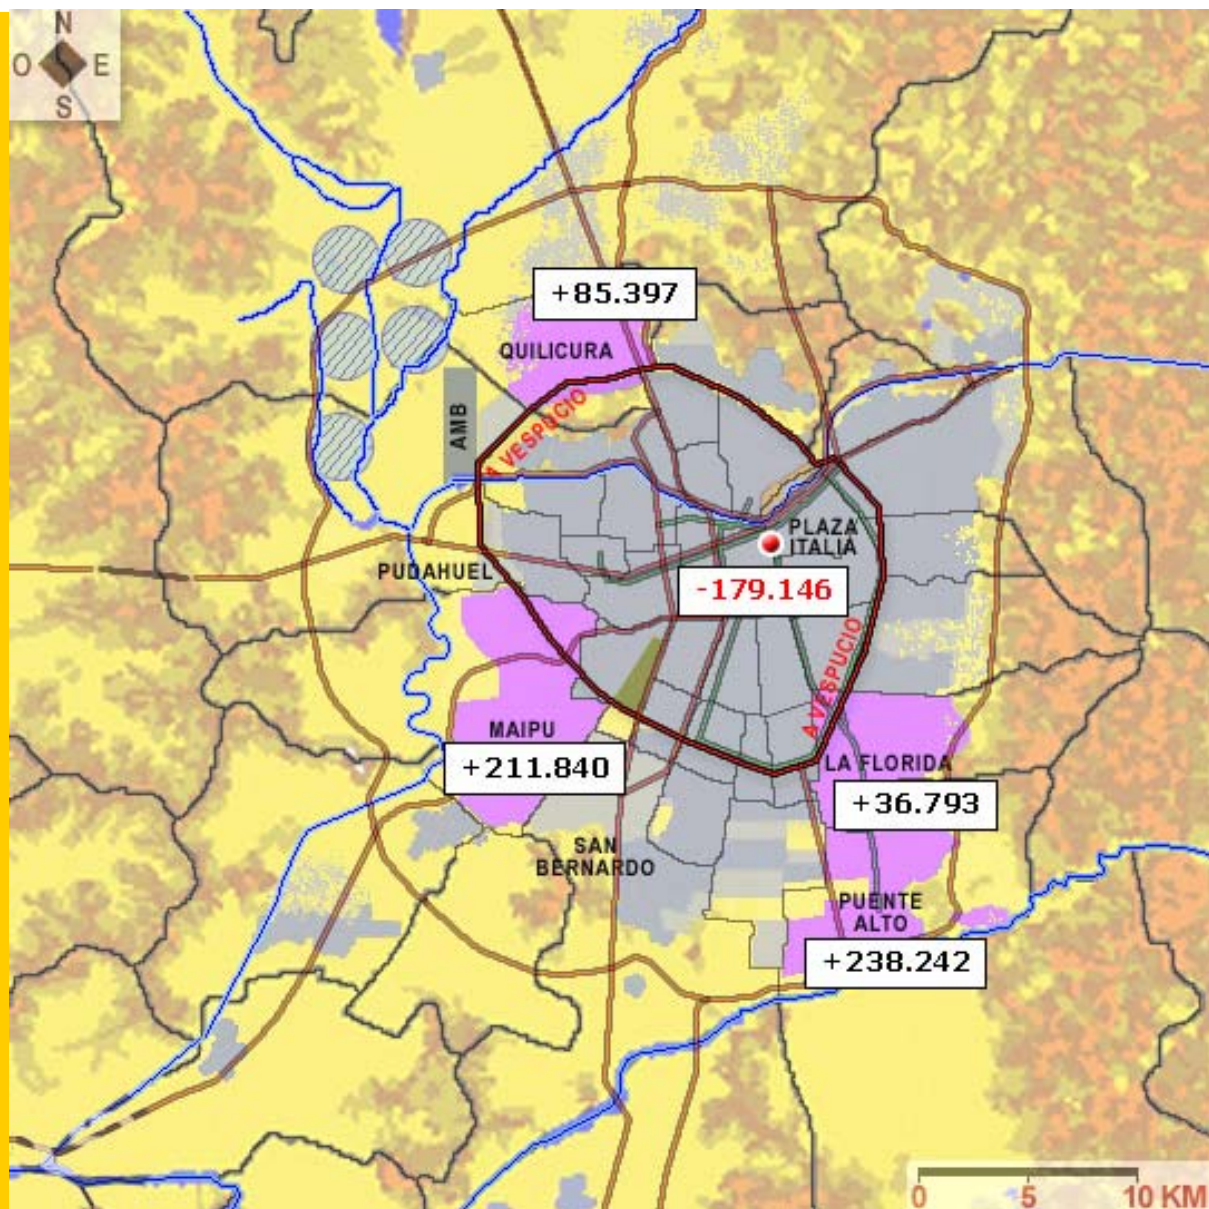 N
O E
S
+85.397
QUILICURA
AMB
A VESPUCIO
PLAZA
ITALIA
PUDAHUEL
-179.146
A VESPUCIO
MAIPU
+211.840
LA FLORIDA
+36.793
SAN
BERNARDO
PUENTE
ALTO
+238.242
0 5 10 KM